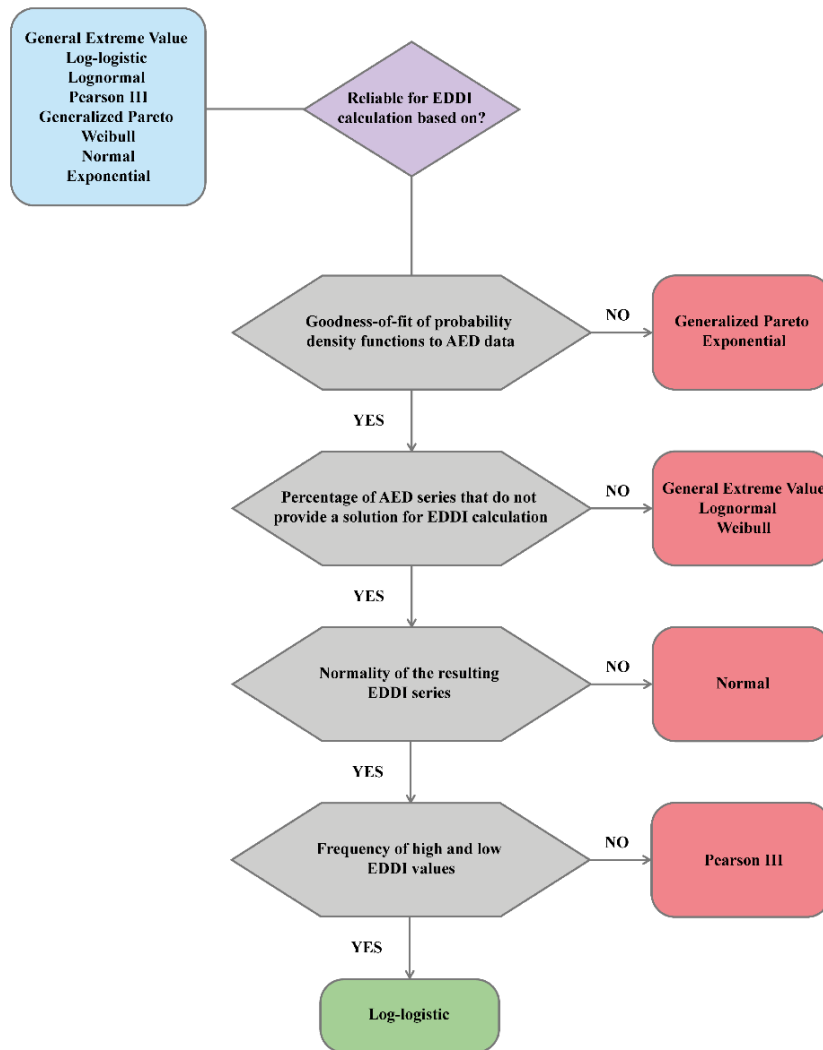 General Extreme Value
Log-logistic
Lognormal
Pearson III
Generalized Pareto
Weibull
Normal
Exponential
Reliable for EDDI
calculation based on?
Goodness-of-fit of probability
density functions to AED data
NO
Generalized Pareto
Exponential
YES
Percentage of AED series that do not
provide a solution for EDDI calculation
NO
General Extreme Value
Lognormal
Weibull
YES
Normality of the resulting
EDDI series
NO
Normal
YES
Frequency of high and low
EDDI values
NO
Pearson III
YES
Log-logistic